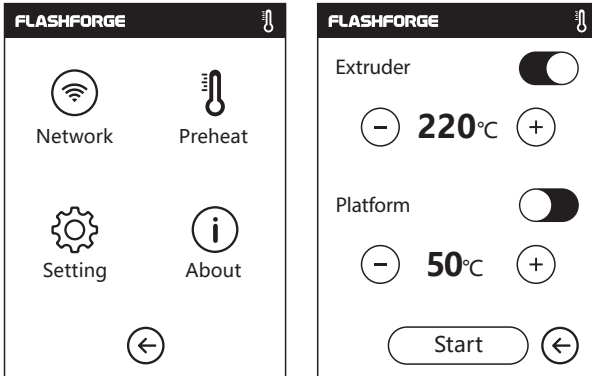 FLASHFORGE
Network Preheat
Setting About
FLASHFORGE
Extruder
220℃
Platform
50℃
Start